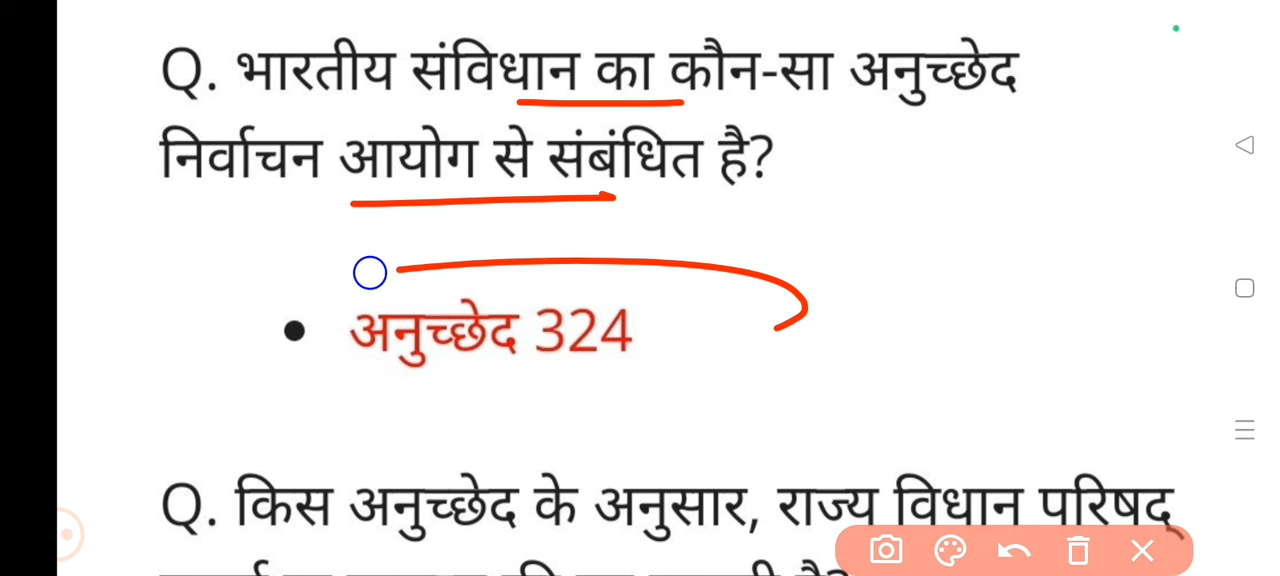 Q. भारतीय संविधान का कौन-सा अनुच्छेद
निर्वाचन आयोग से संबंधित है?
• अनुच्छेद 324
Q. किस अनुच्छेद के अनुसार, राज्य विधान परिषद्